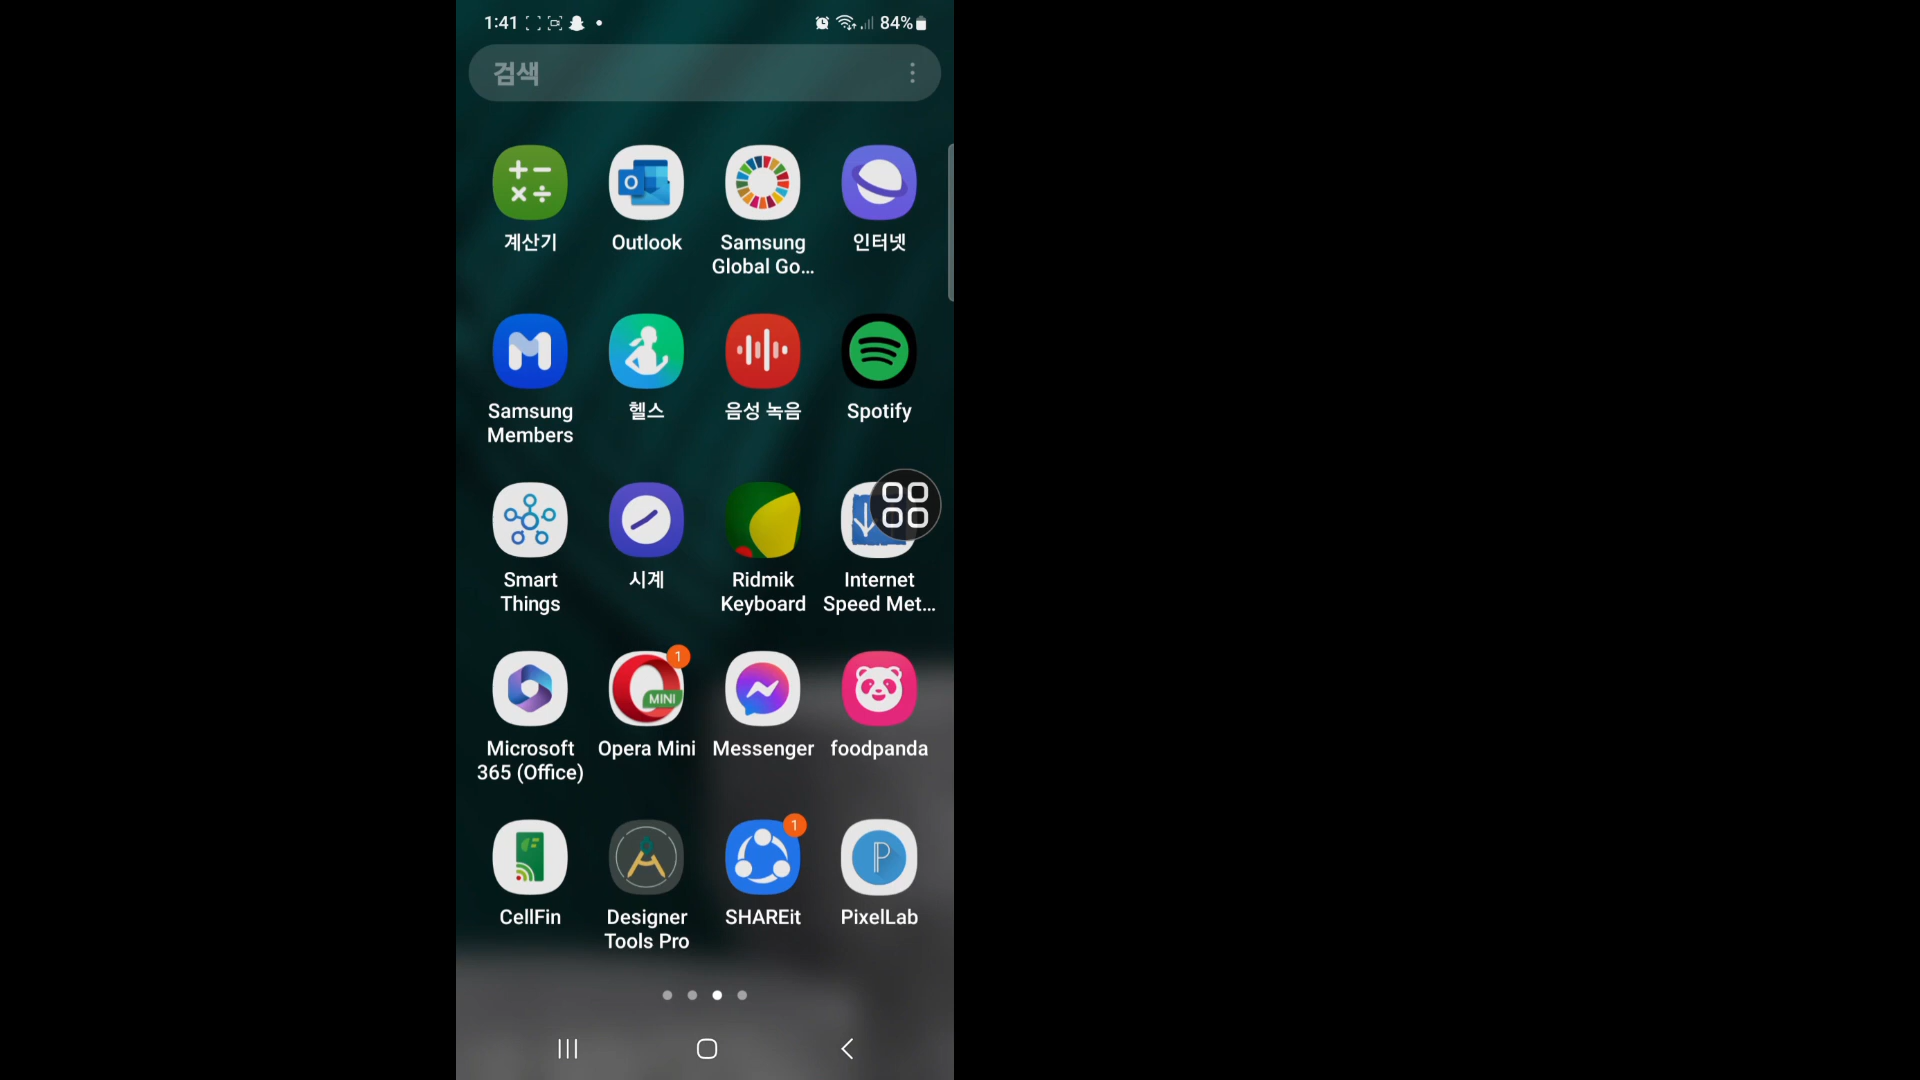 1:41
84%
검색
계산기
Outlook
Samsung
Global Go...
인터넷
Samsung
Members
헬스
음성 녹음
Spotify
Smart
Things
시계
Ridmik
Keyboard
Internet
Speed Met...
1
MINI
Microsoft
365 (Office)
Opera Mini
Messenger
foodpanda
1
CellFin
Designer
Tools Pro
SHAREit
PixelLab